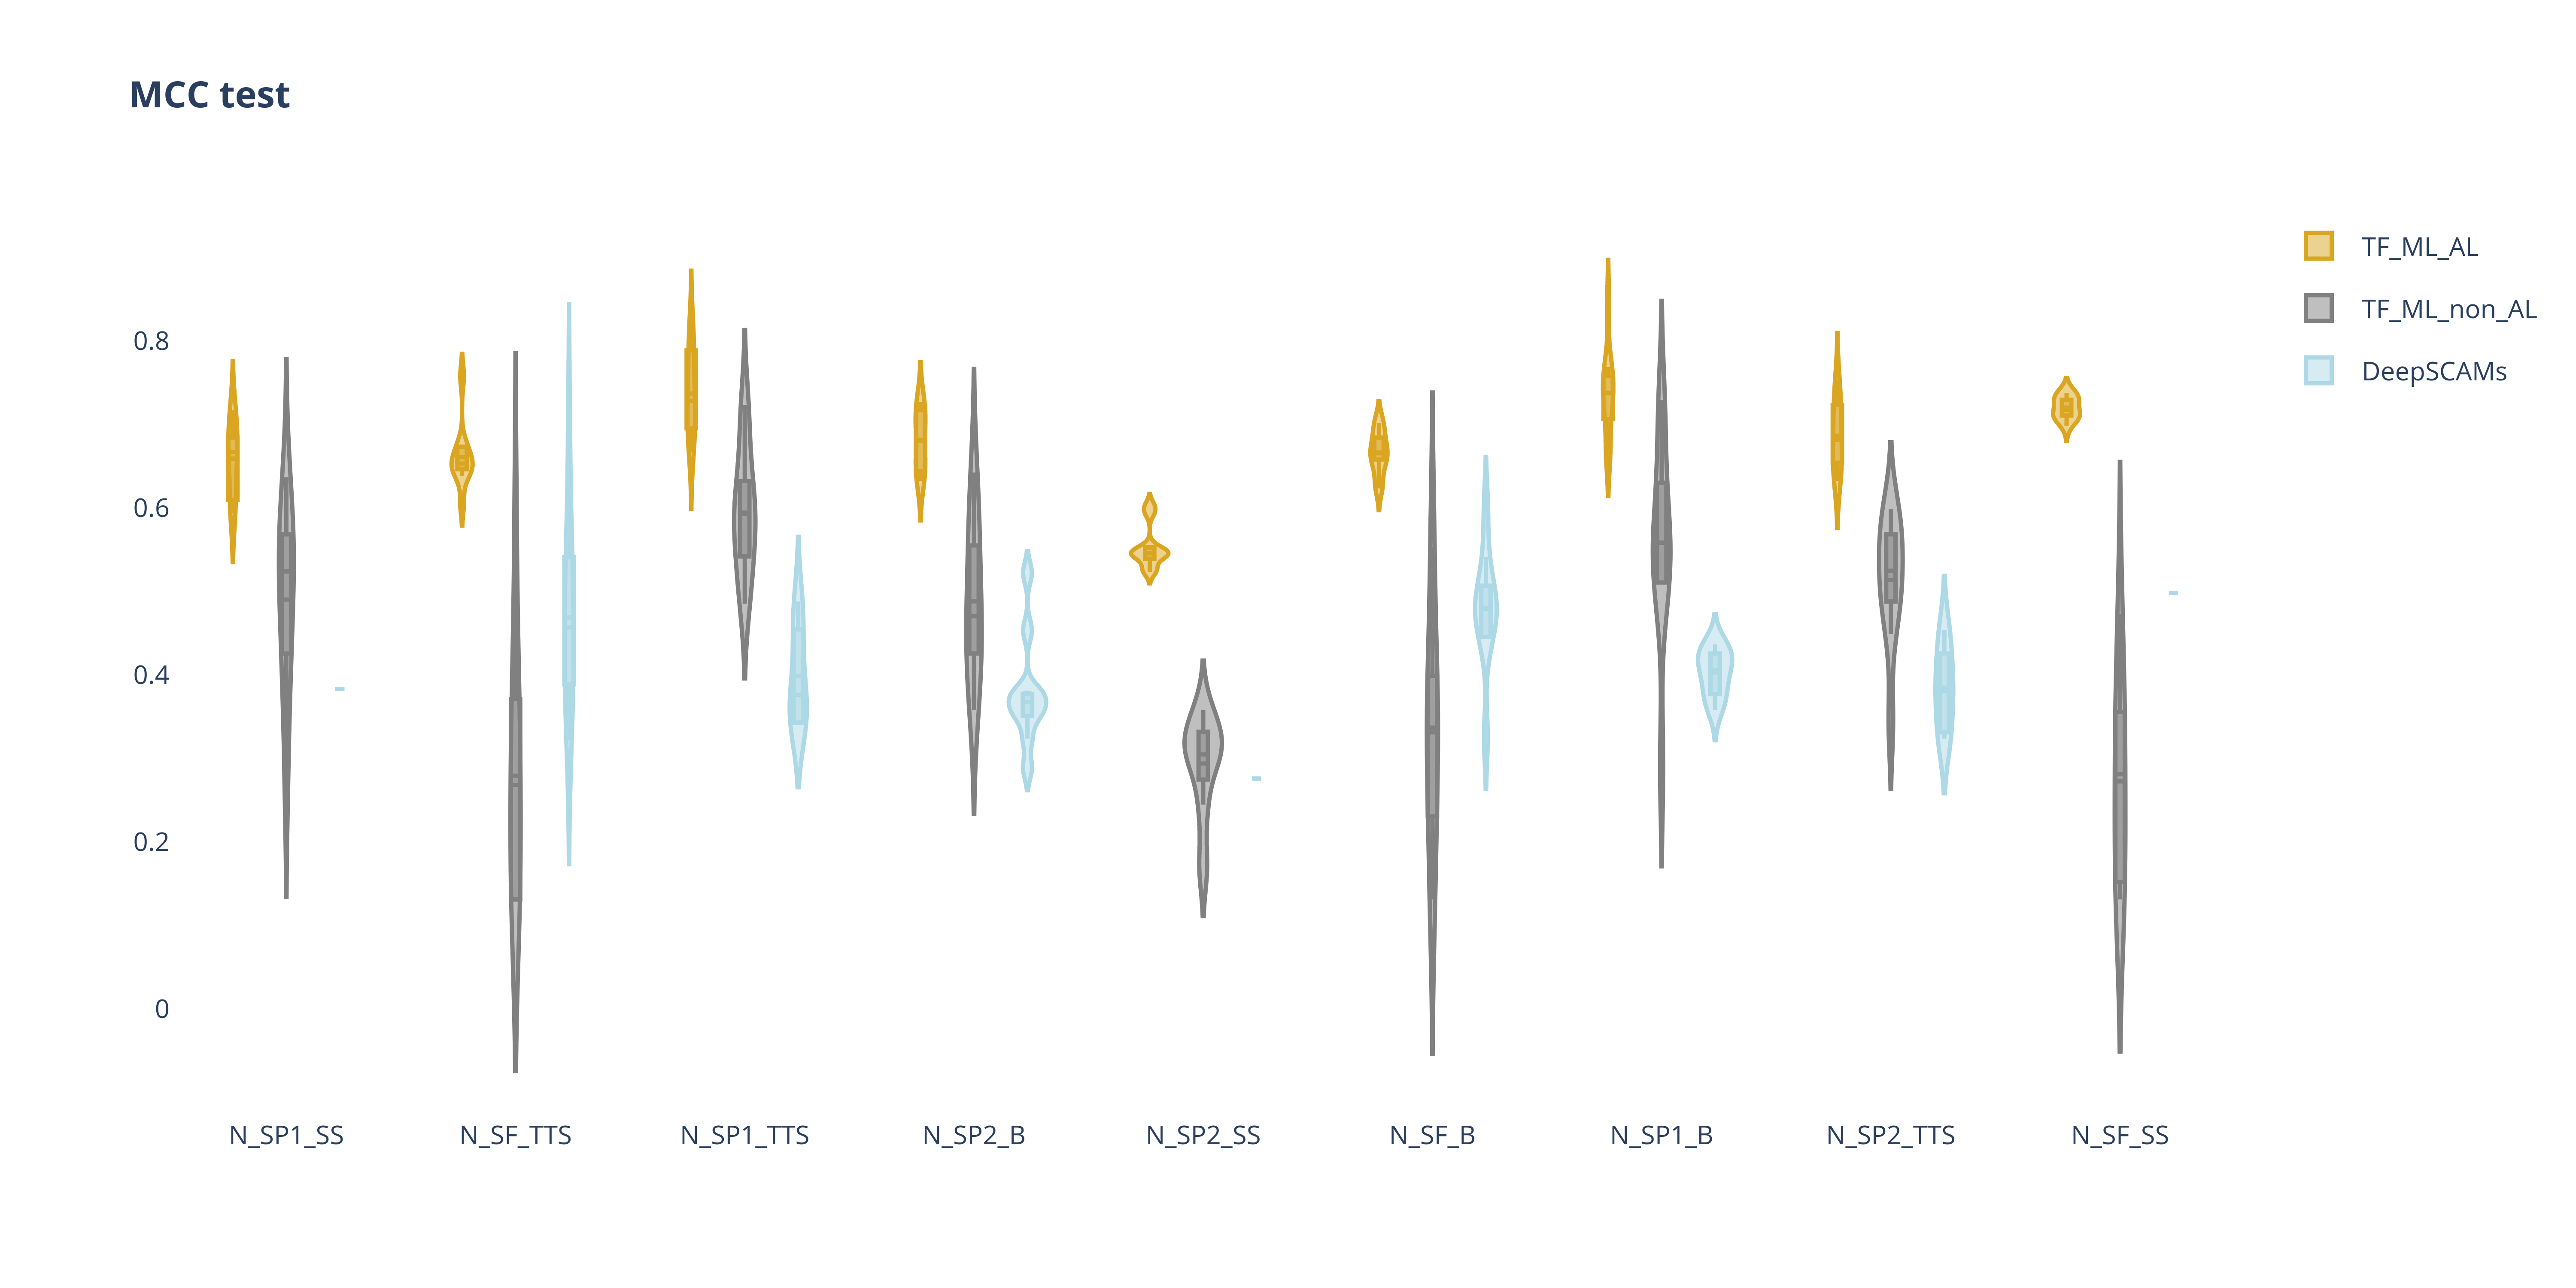 MCC test
TF_ML_AL
TF_ML_non_AL
DeepSCAMs
0.8
0.6
0.4
0.2
0
N_SP1_SS
N_SF_TTS
N_SP1_TTS
N_SP2_B
N_SP2_SS
N_SF_B
N_SP1_B
N_SP2_TTS
N_SF_SS